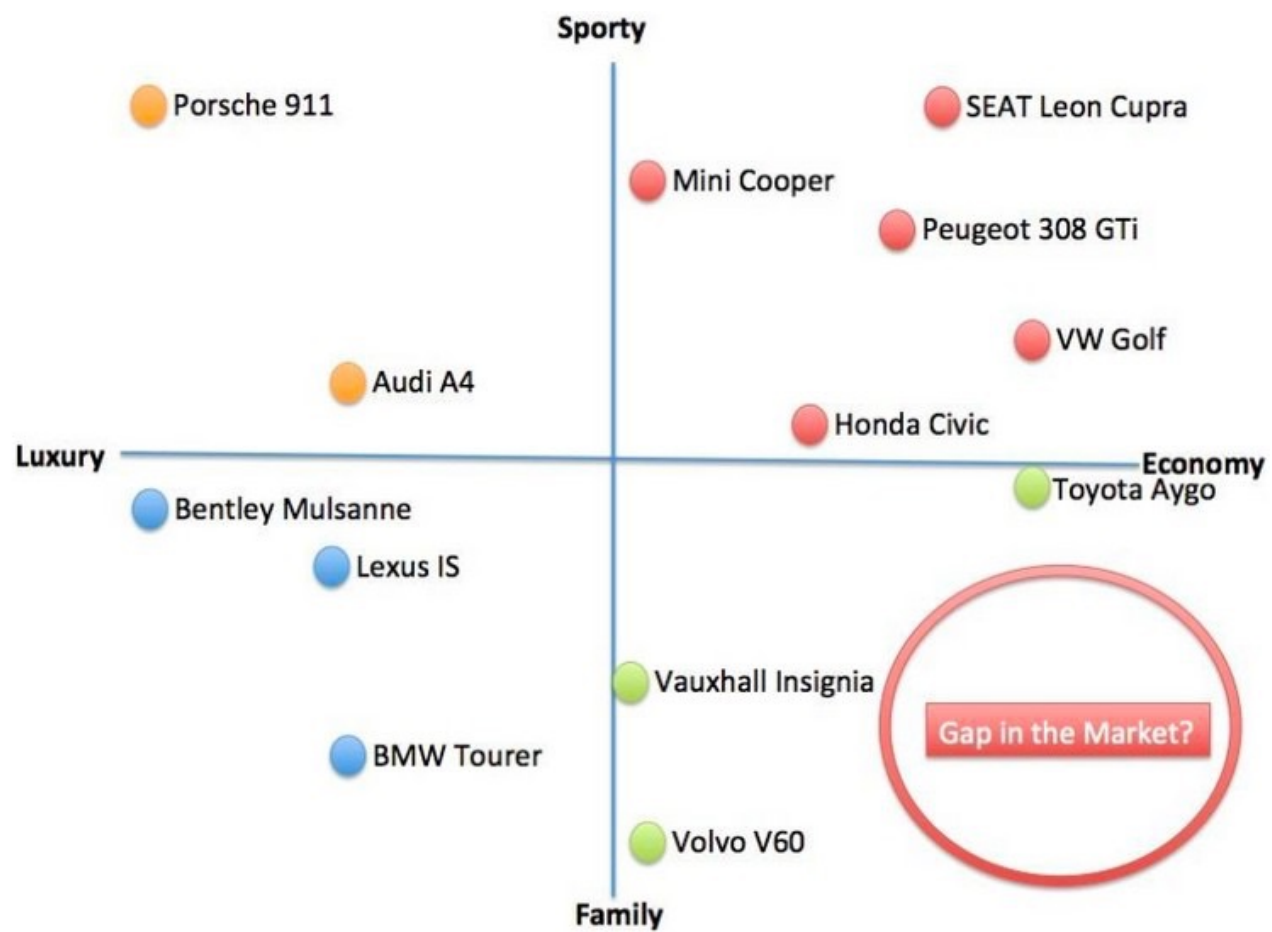 Sporty
Porsche 911
SEAT Leon Cupra
Mini Cooper
Peugeot 308 GTi
VW Golf
Audi A4
Honda Civic
Luxury
Economy
Toyota Aygo
Bentley Mulsanne
Lexus IS
Vauxhall Insignia
Gap in the Market?
BMW Tourer
Volvo V60
Family